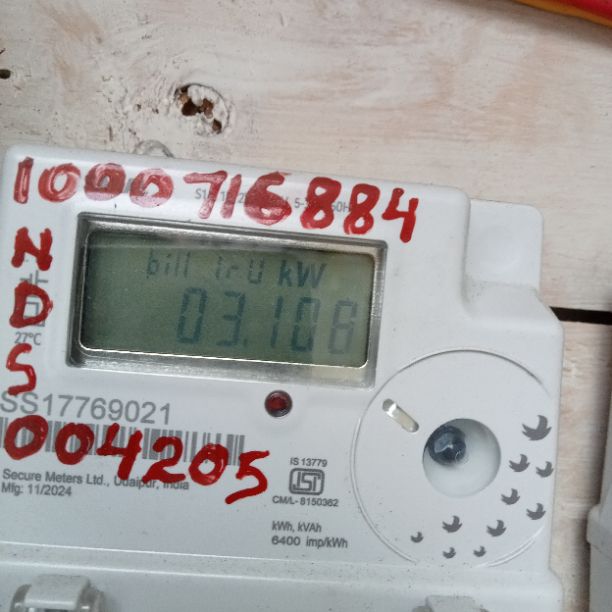 1000716884
N
D
S
004205
bill kW
03.108
27°C
SS17769021
Secure Meters Ltd., Udaipur, India
Mfg: 11/2024
IS 13779
ISI
CM/L- 8150362
kWh, kVAh
6400 imp/kWh